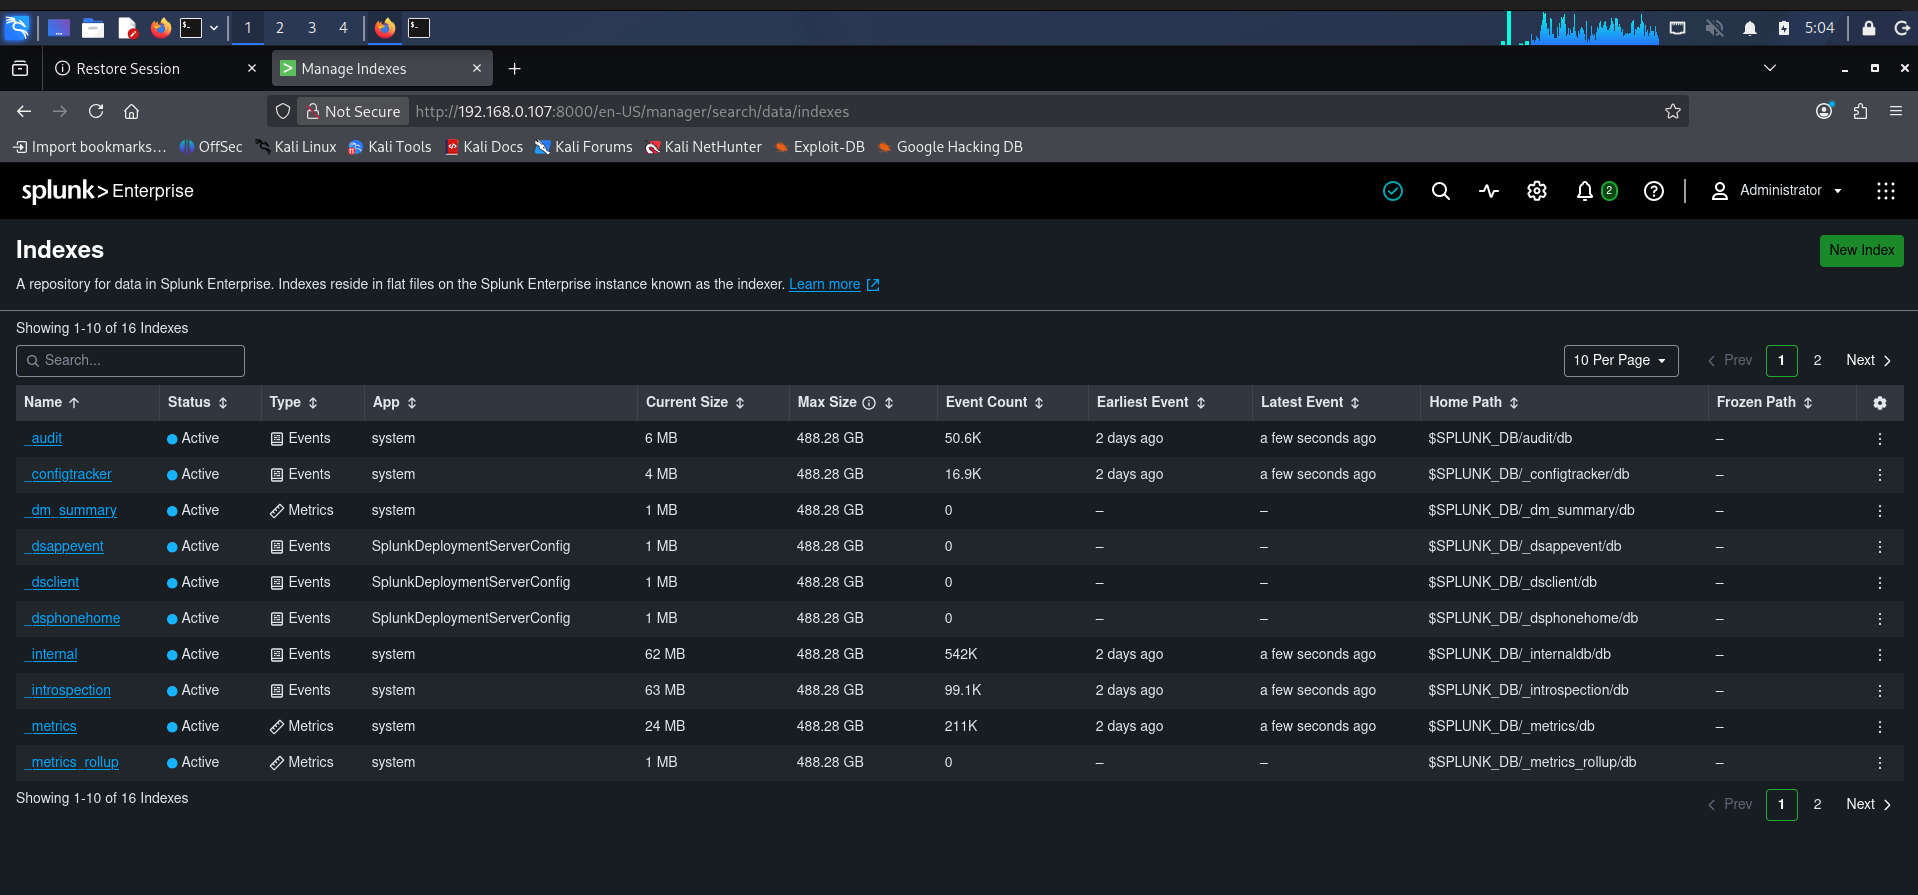 1 2 3 4 5:04
Restore Session Manage Indexes
Not Secure http://192.168.0.107:8000/en-US/manager/search/data/indexes
Import bookmarks... OffSec Kali Linux Kali Tools Kali Docs Kali Forums Kali NetHunter Exploit-DB Google Hacking DB
splunk>Enterprise 2 Administrator
Indexes New Index
A repository for data in Splunk Enterprise. Indexes reside in flat files on the Splunk Enterprise instance known as the indexer. Learn more
Showing 1-10 of 16 Indexes
Search... 10 Per Page Prev 1 2 Next
Name Status Type App Current Size Max Size Event Count Earliest Event Latest Event Home Path Frozen Path
_audit Active Events system 6 MB 488.28 GB 50.6K 2 days ago a few seconds ago $SPLUNK_DB/audit/db –
_configtracker Active Events system 4 MB 488.28 GB 16.9K 2 days ago a few seconds ago $SPLUNK_DB/_configtracker/db –
_dm_summary Active Metrics system 1 MB 488.28 GB 0 – – $SPLUNK_DB/_dm_summary/db –
_dsappevent Active Events SplunkDeploymentServerConfig 1 MB 488.28 GB 0 – – $SPLUNK_DB/_dsappevent/db –
_dsclient Active Events SplunkDeploymentServerConfig 1 MB 488.28 GB 0 – – $SPLUNK_DB/_dsclient/db –
_dsphonehome Active Events SplunkDeploymentServerConfig 1 MB 488.28 GB 0 – – $SPLUNK_DB/_dsphonehome/db –
_internal Active Events system 62 MB 488.28 GB 542K 2 days ago a few seconds ago $SPLUNK_DB/_internaldb/db –
_introspection Active Events system 63 MB 488.28 GB 99.1K 2 days ago a few seconds ago $SPLUNK_DB/_introspection/db –
_metrics Active Metrics system 24 MB 488.28 GB 211K 2 days ago a few seconds ago $SPLUNK_DB/_metrics/db –
_metrics_rollup Active Metrics system 1 MB 488.28 GB 0 – – $SPLUNK_DB/_metrics_rollup/db –
Showing 1-10 of 16 Indexes Prev 1 2 Next